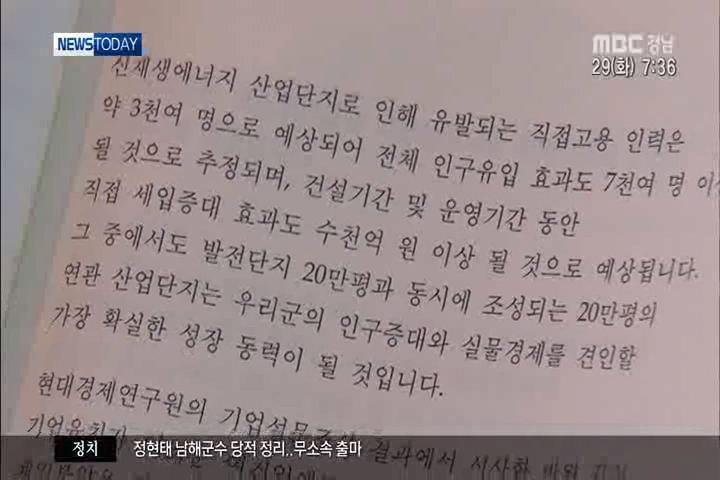 NEWSTODAY
MBC 경남
29(화) 7:36
신재생에너지 산업단지로 인해 유발되는 직접고용 인력은
약 3천여 명으로 예상되어 전체 인구유입 효과도 7천여 명
될 것으로 추정되며, 건설기간 및 운영기간 동안
직접 세입증대 효과도 수천억 원 이상 될 것으로 예상됩니다.
그 중에서도 발전단지 20만평과 동시에 조성되는 20만평의
연관 산업단지는 우리군의 인구증대와 실물경제를 견인할
가장 확실한 성장 동력이 될 것입니다.
현대경제연구원의
결과에서
정치 정현태 남해군수 당적 정리..무소속 출마